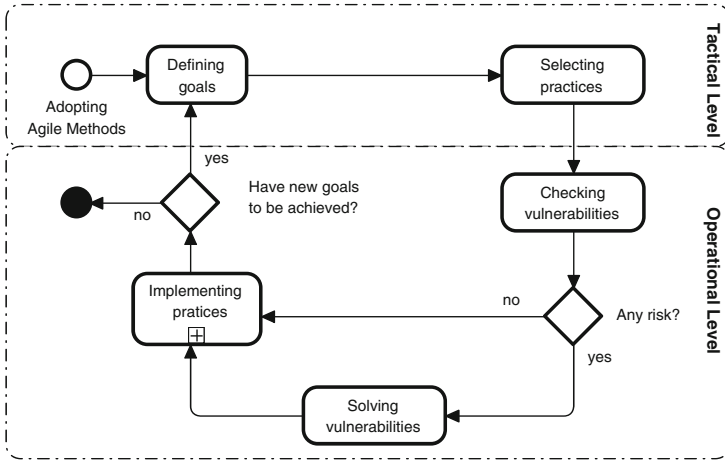 Defining
goals
Selecting
practices
Adopting
Agile Methods
Tactical Level
yes
Have new goals
to be achieved?
no
Checking
vulnerabilities
Operational Level
Implementing
pratices
no
Any risk?
yes
Solving
vulnerabilities